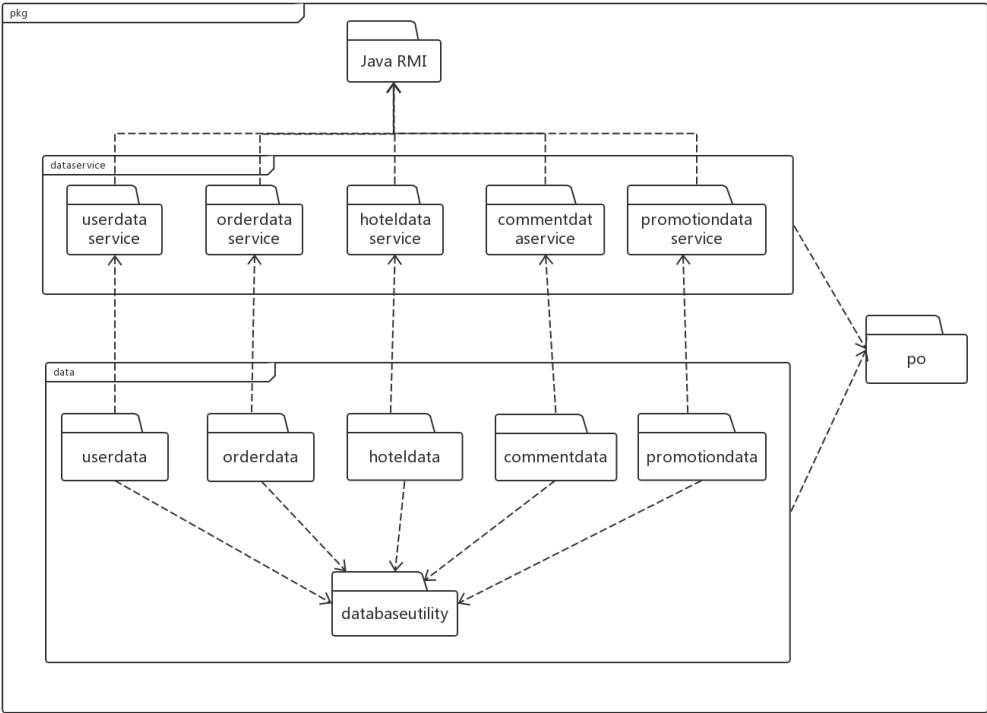 pkg
Java RMI
dataservice
userdata
service
orderdata
service
hoteldata
service
commentdat
aservice
promotiondata
service
po
data
userdata
orderdata
hoteldata
commentdata
promotiondata
databaseutility